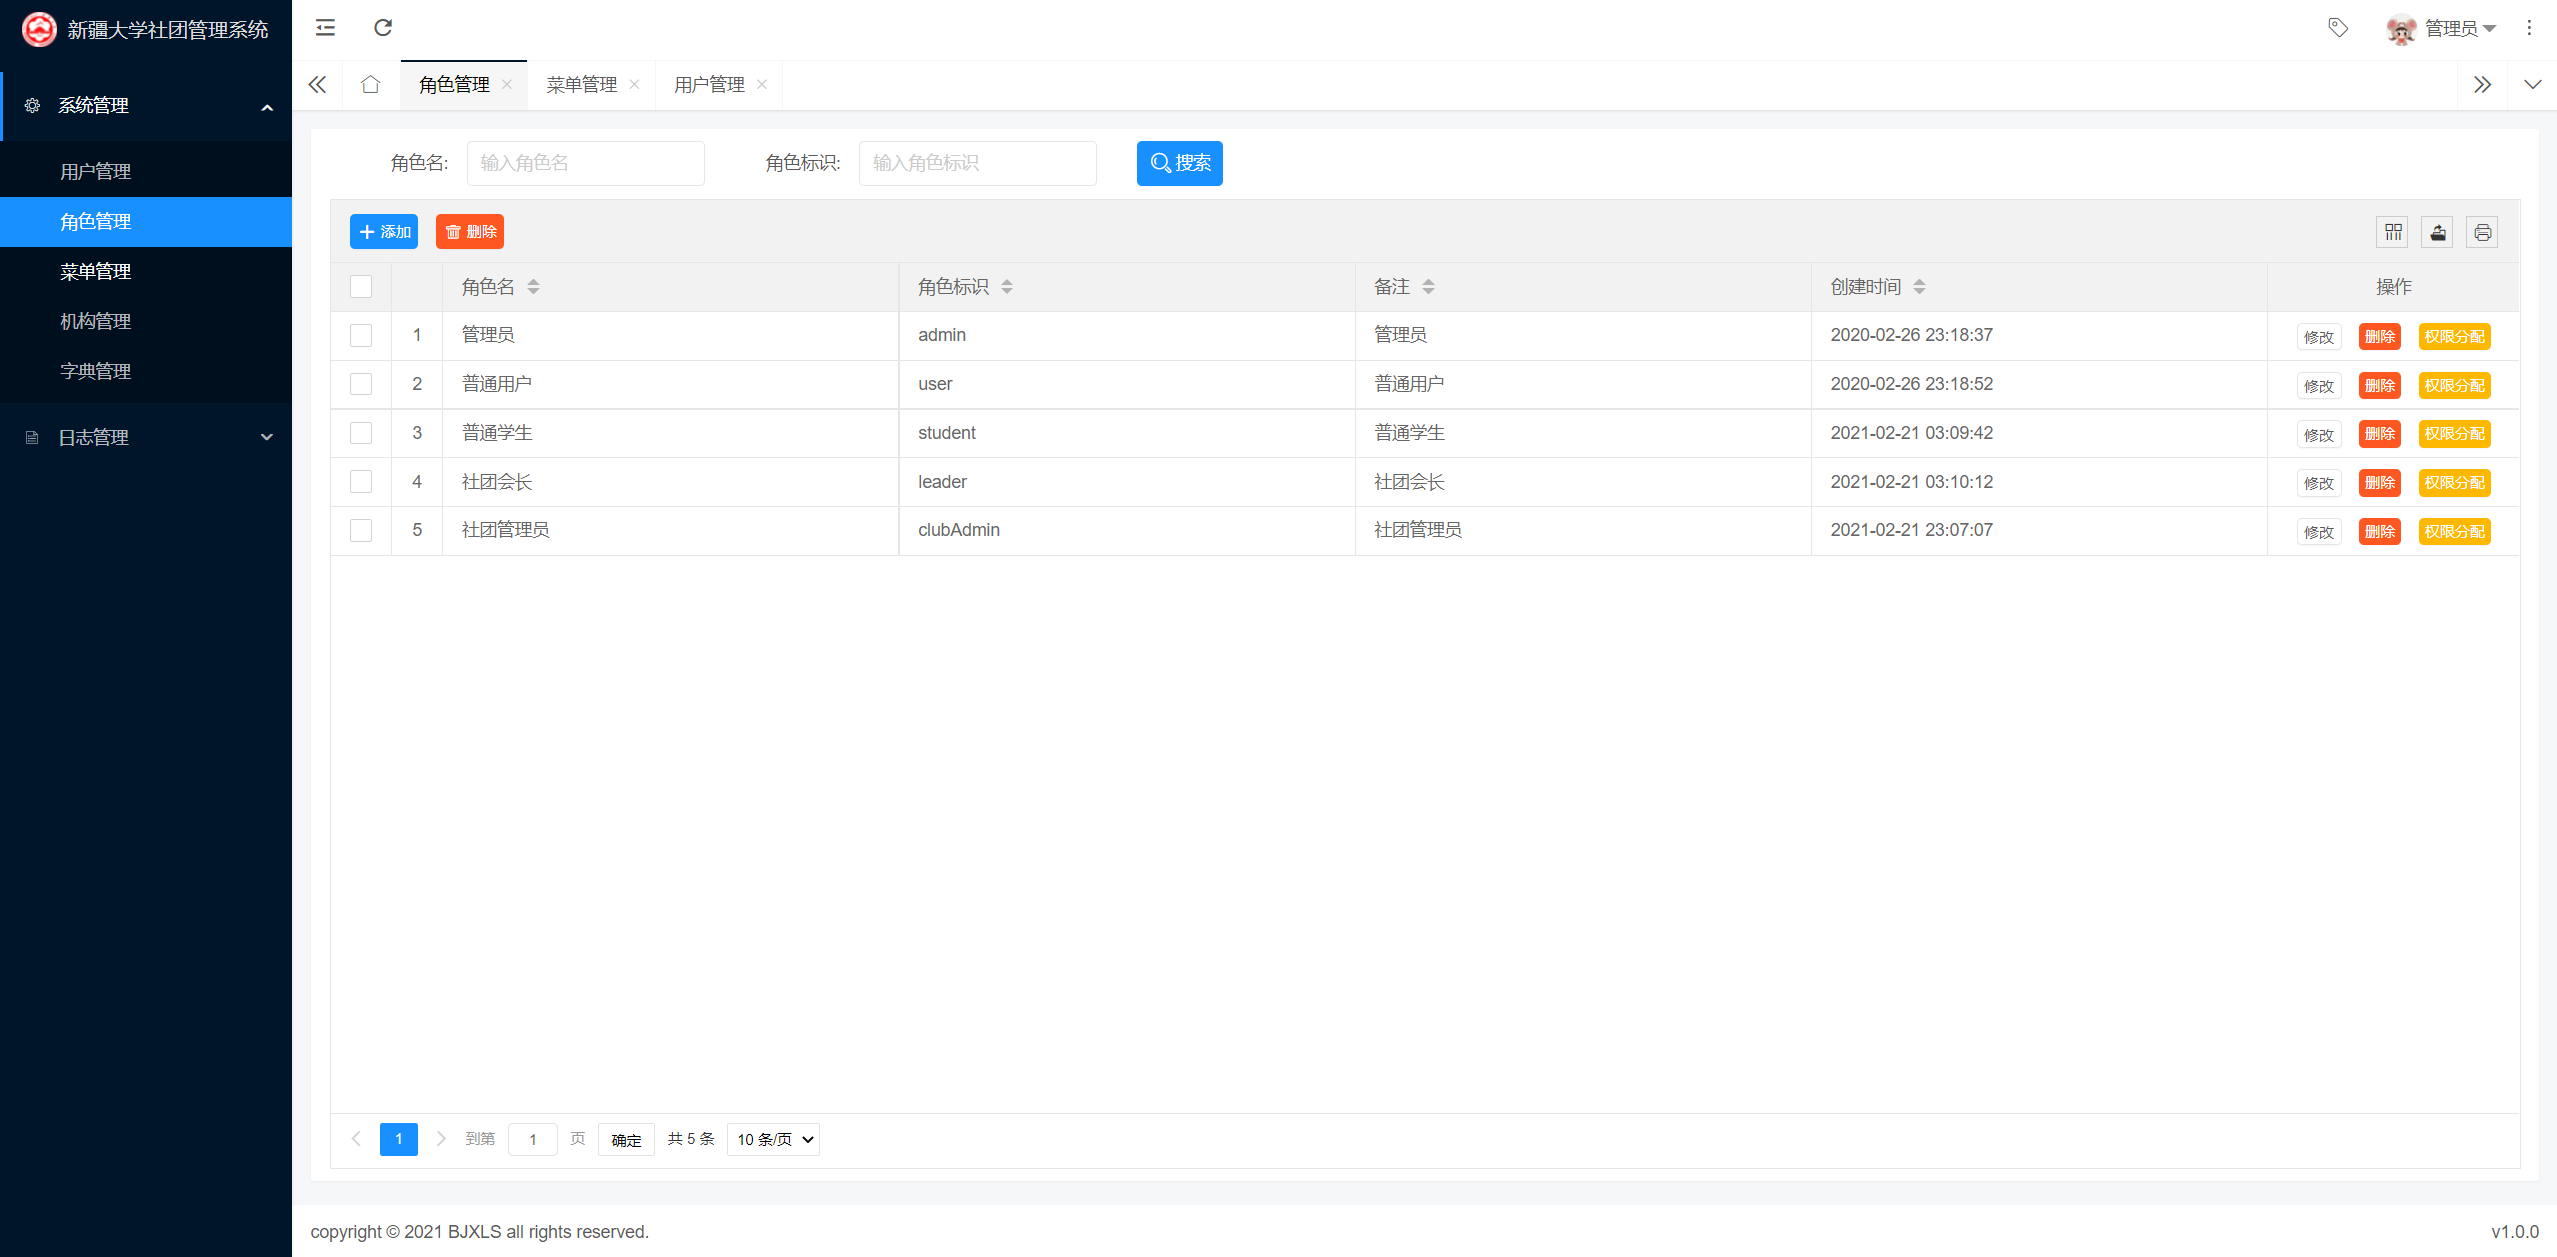 新疆大学社团管理系统
管理员
系统管理
用户管理
角色管理
菜单管理
机构管理
字典管理
日志管理
角色管理 菜单管理 用户管理
角色名: 输入角色名 角色标识: 输入角色标识 搜索
添加 删除
角色名 角色标识 备注 创建时间 操作
1 管理员 admin 管理员 2020-02-26 23:18:37 修改 删除 权限分配
2 普通用户 user 普通用户 2020-02-26 23:18:52 修改 删除 权限分配
3 普通学生 student 普通学生 2021-02-21 03:09:42 修改 删除 权限分配
4 社团会长 leader 社团会长 2021-02-21 03:10:12 修改 删除 权限分配
5 社团管理员 clubAdmin 社团管理员 2021-02-21 23:07:07 修改 删除 权限分配
1 到第 1 页 确定 共 5 条 10 条/页
copyright © 2021 BJXLS all rights reserved. v1.0.0